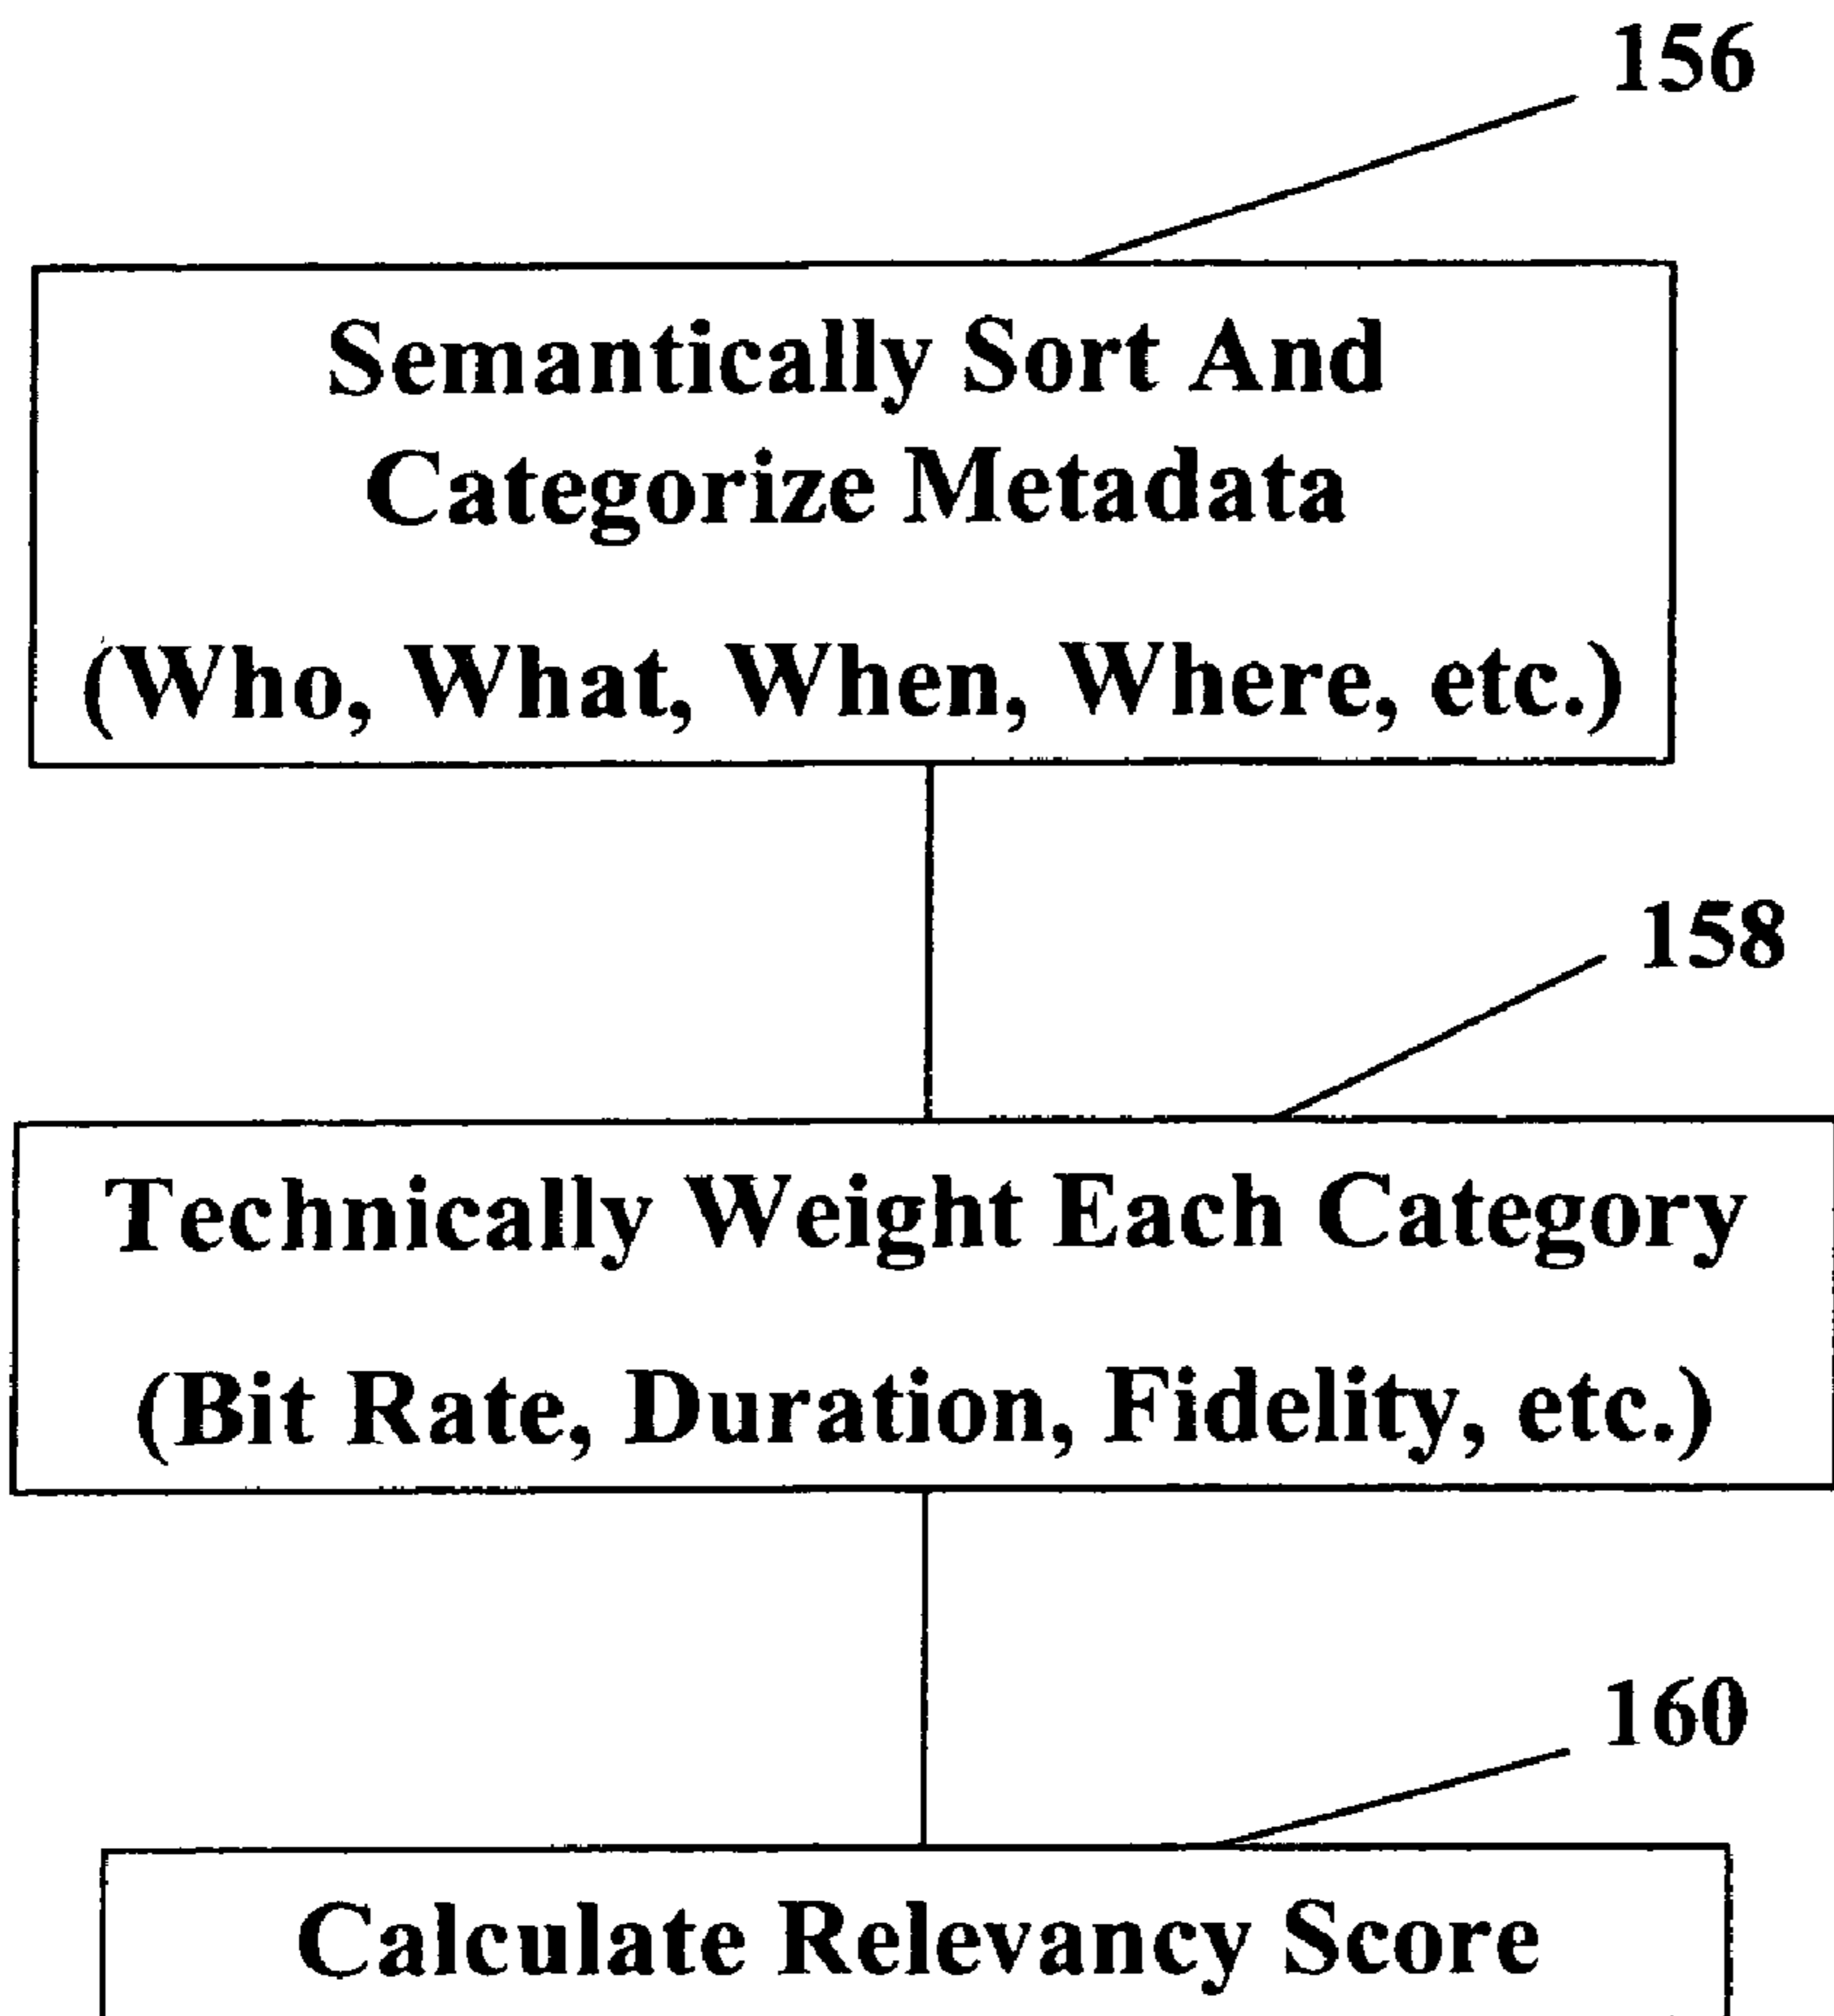 156
Semantically Sort And
Categorize Metadata
(Who, What, When, Where, etc.)
158
Technically Weight Each Category
(Bit Rate, Duration, Fidelity, etc.)
160
Calculate Relevancy Score